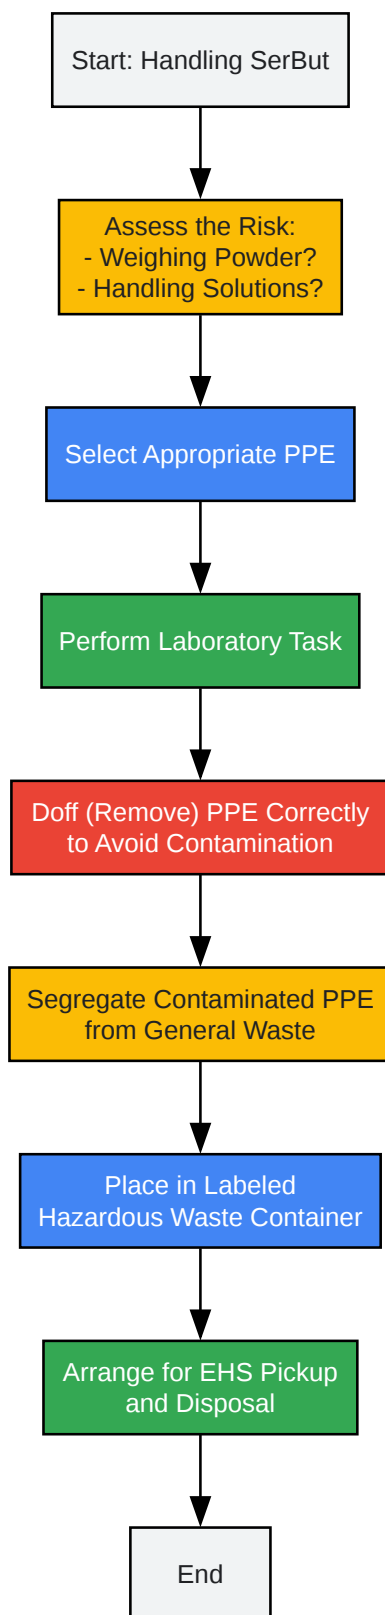 Start: Handling SerBut
Assess the Risk:
- Weighing Powder?
- Handling Solutions?
Select Appropriate PPE
Perform Laboratory Task
Doff (Remove) PPE Correctly
to Avoid Contamination
Segregate Contaminated PPE
from General Waste
Place in Labeled
Hazardous Waste Container
Arrange for EHS Pickup
and Disposal
End